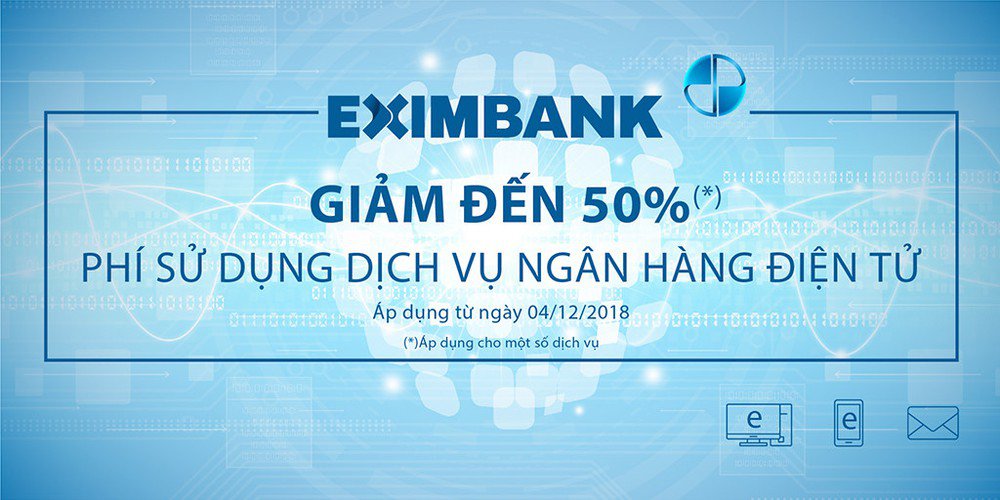 EXIMBANK
GIẢM ĐẾN 50%(*)
PHÍ SỬ DỤNG DỊCH VỤ NGÂN HÀNG ĐIỆN TỬ
Áp dụng từ ngày 04/12/2018
(*)Áp dụng cho một số dịch vụ
e e